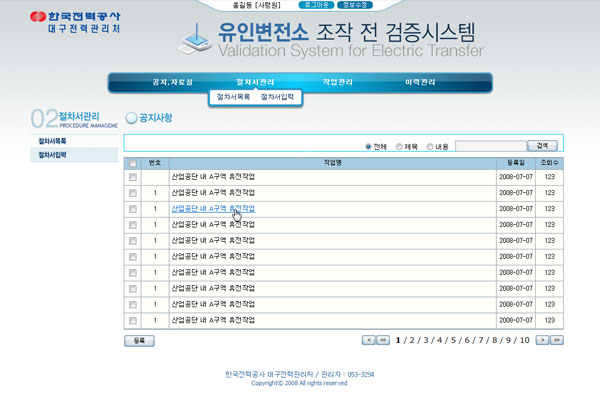 홍길동 [사령원] 로그아웃 정보수정
한국전력공사
대구전력관리처
유인변전소 조작 전 검증시스템
Validation System for Electric Transfer
공지,자료실 절차서관리 작업관리 이력관리
절차서목록 절차서입력
02 절차서관리
PROCEDURE MANAGEME
절차서목록
절차서입력
공지사항
전체 제목 내용 검색
번호 작업명 등록일 조회수
산업공단 내 A구역 휴전작업 2008-07-07 123
1 산업공단 내 A구역 휴전작업 2008-07-07 123
1 산업공단 내 A구역 휴전작업 2008-07-07 123
1 산업공단 내 A구역 휴전작업 2008-07-07 123
1 산업공단 내 A구역 휴전작업 2008-07-07 123
1 산업공단 내 A구역 휴전작업 2008-07-07 123
1 산업공단 내 A구역 휴전작업 2008-07-07 123
1 산업공단 내 A구역 휴전작업 2008-07-07 123
1 산업공단 내 A구역 휴전작업 2008-07-07 123
1 산업공단 내 A구역 휴전작업 2008-07-07 123
등록 < << 1 / 2 / 3 / 4 / 5 / 6 / 7 / 8 / 9 / 10 > >>
한국전력공사 대구전력관리처 / 관리자 : 053-3294
Copyright© 2008 All rights reserved